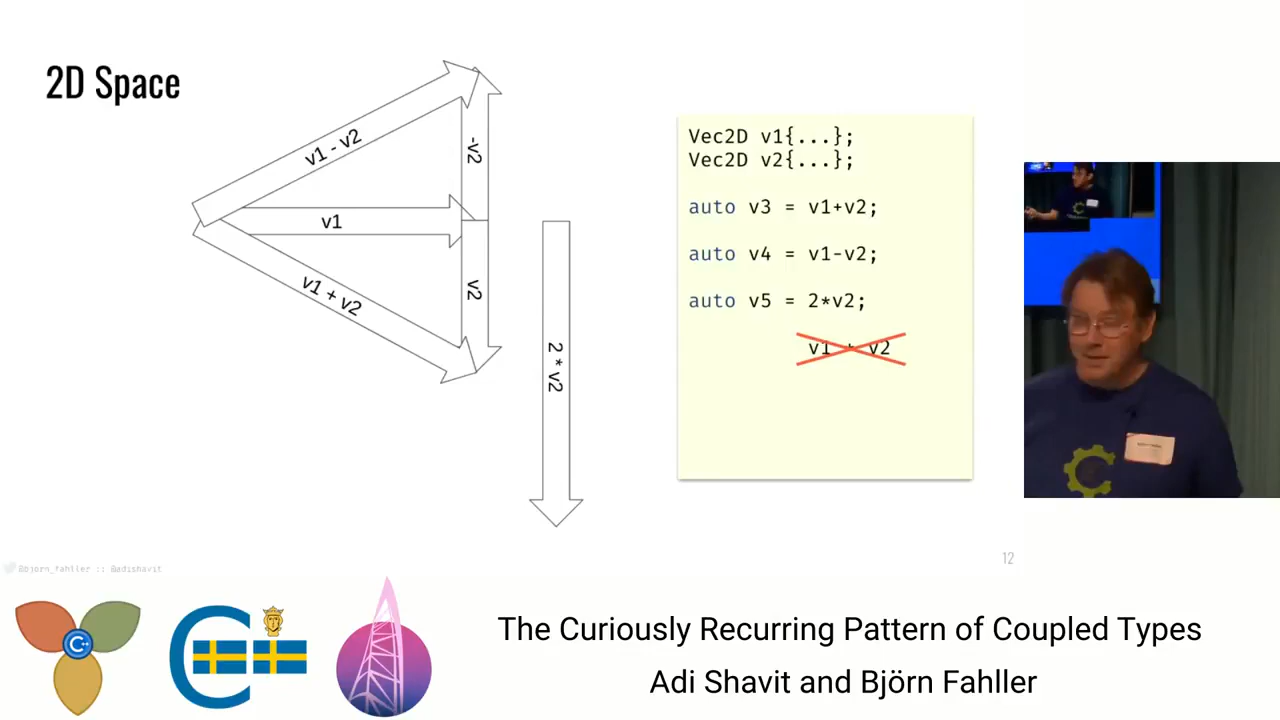 2D Space
v1 - v2
-v2
v1
v1 + v2
v2
2 * v2
Vec2D v1{...};
Vec2D v2{...};
auto v3 = v1+v2;
auto v4 = v1-v2;
auto v5 = 2*v2;
@bjorn_fahller :: @adishavit
12
C++
The Curiously Recurring Pattern of Coupled Types
Adi Shavit and Björn Fahller